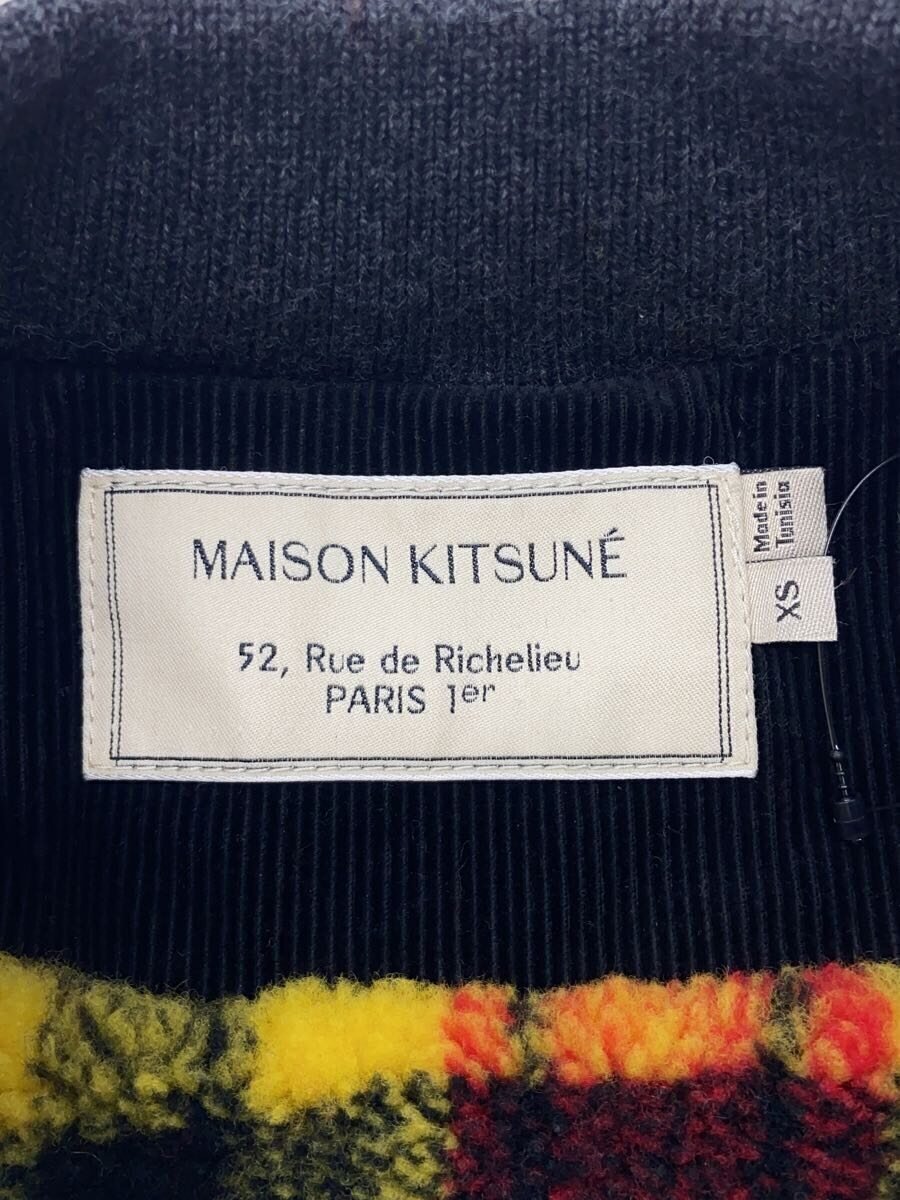 MAISON KITSUNÉ
52, Rue de Richelieu
PARIS 1er
Made in
Tunisia
XS